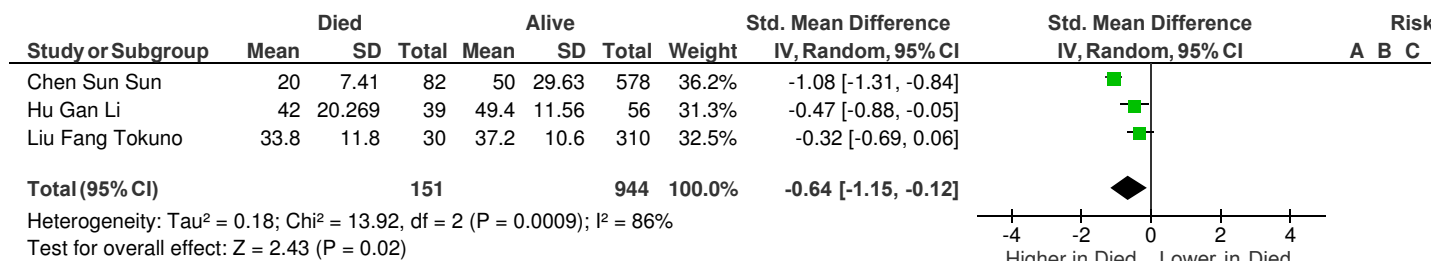 Died Alive Std. Mean Difference Std. Mean Difference Risk
Study or Subgroup Mean SD Total Mean SD Total Weight IV, Random, 95% CI IV, Random, 95% CI A B C
Chen Sun Sun 20 7.41 82 50 29.63 578 36.2% -1.08 [-1.31, -0.84]
Hu Gan Li 42 20.269 39 49.4 11.56 56 31.3% -0.47 [-0.88, -0.05]
Liu Fang Tokuno 33.8 11.8 30 37.2 10.6 310 32.5% -0.32 [-0.69, 0.06]
Total (95% CI) 151 944 100.0% -0.64 [-1.15, -0.12]
Heterogeneity: Tau² = 0.18; Chi² = 13.92, df = 2 (P = 0.0009); I² = 86%
Test for overall effect: Z = 2.43 (P = 0.02)
-4 -2 0 2 4
Higher in Died Lower in Died